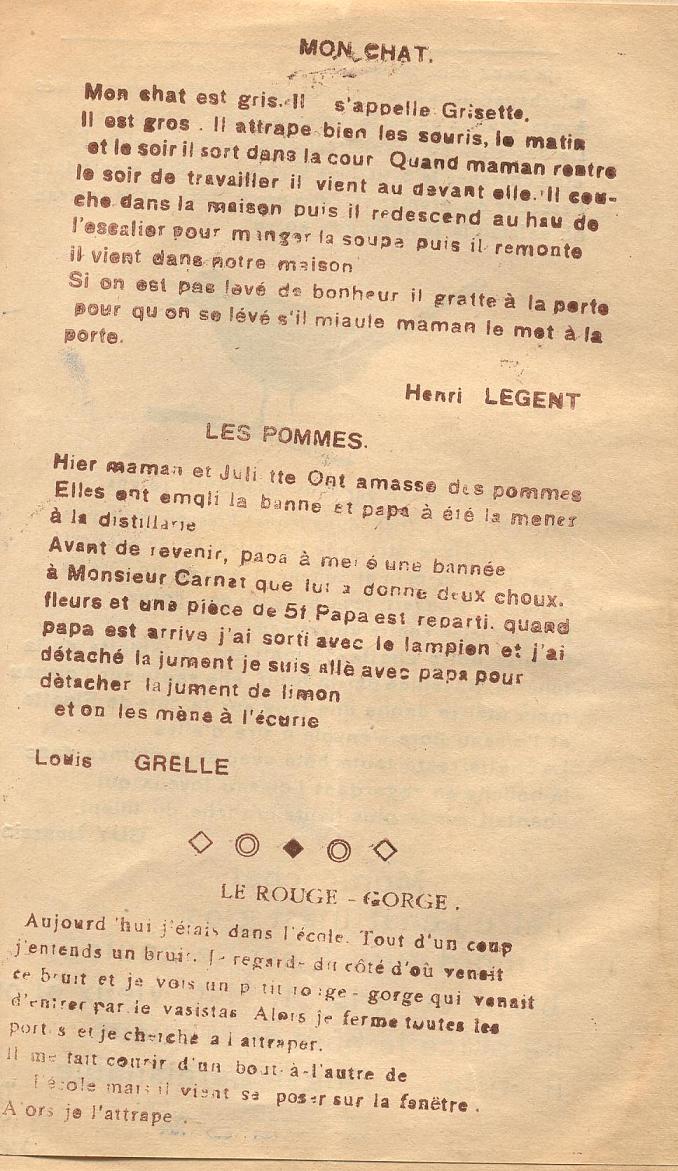 MON CHAT.
Mon chat est gris. Il s'appelle Grisette.
Il est gros . Il attrape bien les souris, le matin
et le soir il sort dans la cour Quand maman rentre
le soir de travailler il vient au devant elle. Il cou-
che dans la maison puis il redescend au hau de
l'escalier pour manger la soupe puis il remonte
il vient dans notre maison
Si on est pas levé de bonheur il gratte à la porte
pour qu on se lévé s'il miaule maman le met à la
porte.
Henri LEGENT
LES POMMES.
Hier maman et Juli tte Ont amasse des pommes
Elles ont emqli la banne et papa à été la mener
à la distillarie
Avant de revenir, papa à me é une bannée
à Monsieur Carnat que lui a donne deux choux.
fleurs et une pièce de 5f Papa est reparti. quand
papa est arrive j'ai sorti avec le lampion et j'ai
détaché la jument je suis allè avec papa pour
dètacher la jument de limon
et on les mène à l'écurie
Louis GRELLE
LE ROUGE - GORGE .
Aujourd 'hui j'étais dans l'école. Tout d'un coup
j'entends un bruit. Je regarde du côté d'où venait
ce bruit et je vois un p tit rouge - gorge qui venait
d'entrer par le vasistas Alors je ferme toutes les
port s et je cherche a l attraper.
Il me fait courir d'un bout à-l'autre de
l'école mais il vient se poser sur la fenêtre .
A ors je l'attrape .